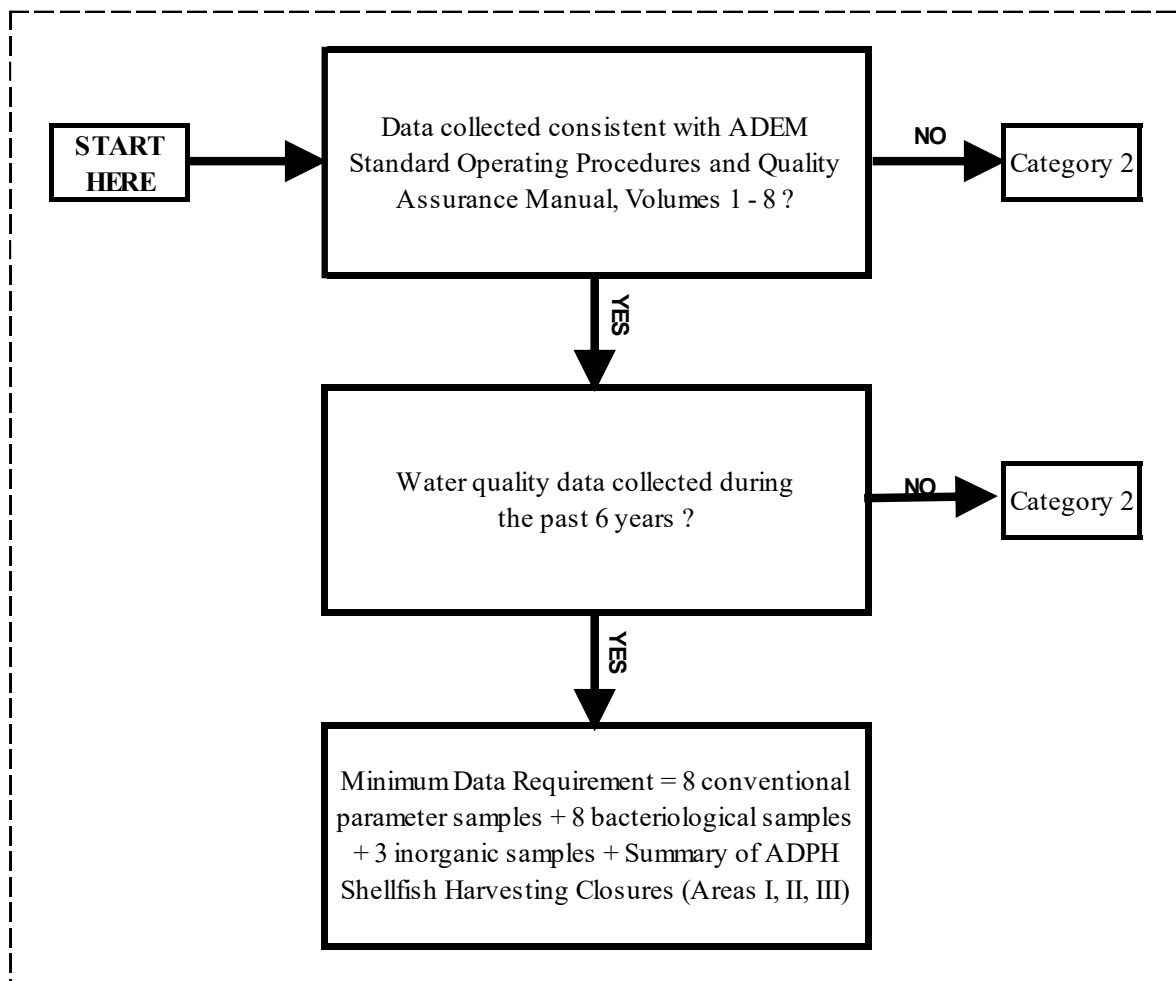 START
HERE
Data collected consistent with ADEM
Standard Operating Procedures and Quality
Assurance Manual, Volumes 1 - 8 ?
NO
Category 2
YES
Water quality data collected during
the past 6 years ?
NO
Category 2
YES
Minimum Data Requirement = 8 conventional
parameter samples + 8 bacteriological samples
+ 3 inorganic samples + Summary of ADPH
Shellfish Harvesting Closures (Areas I, II, III)